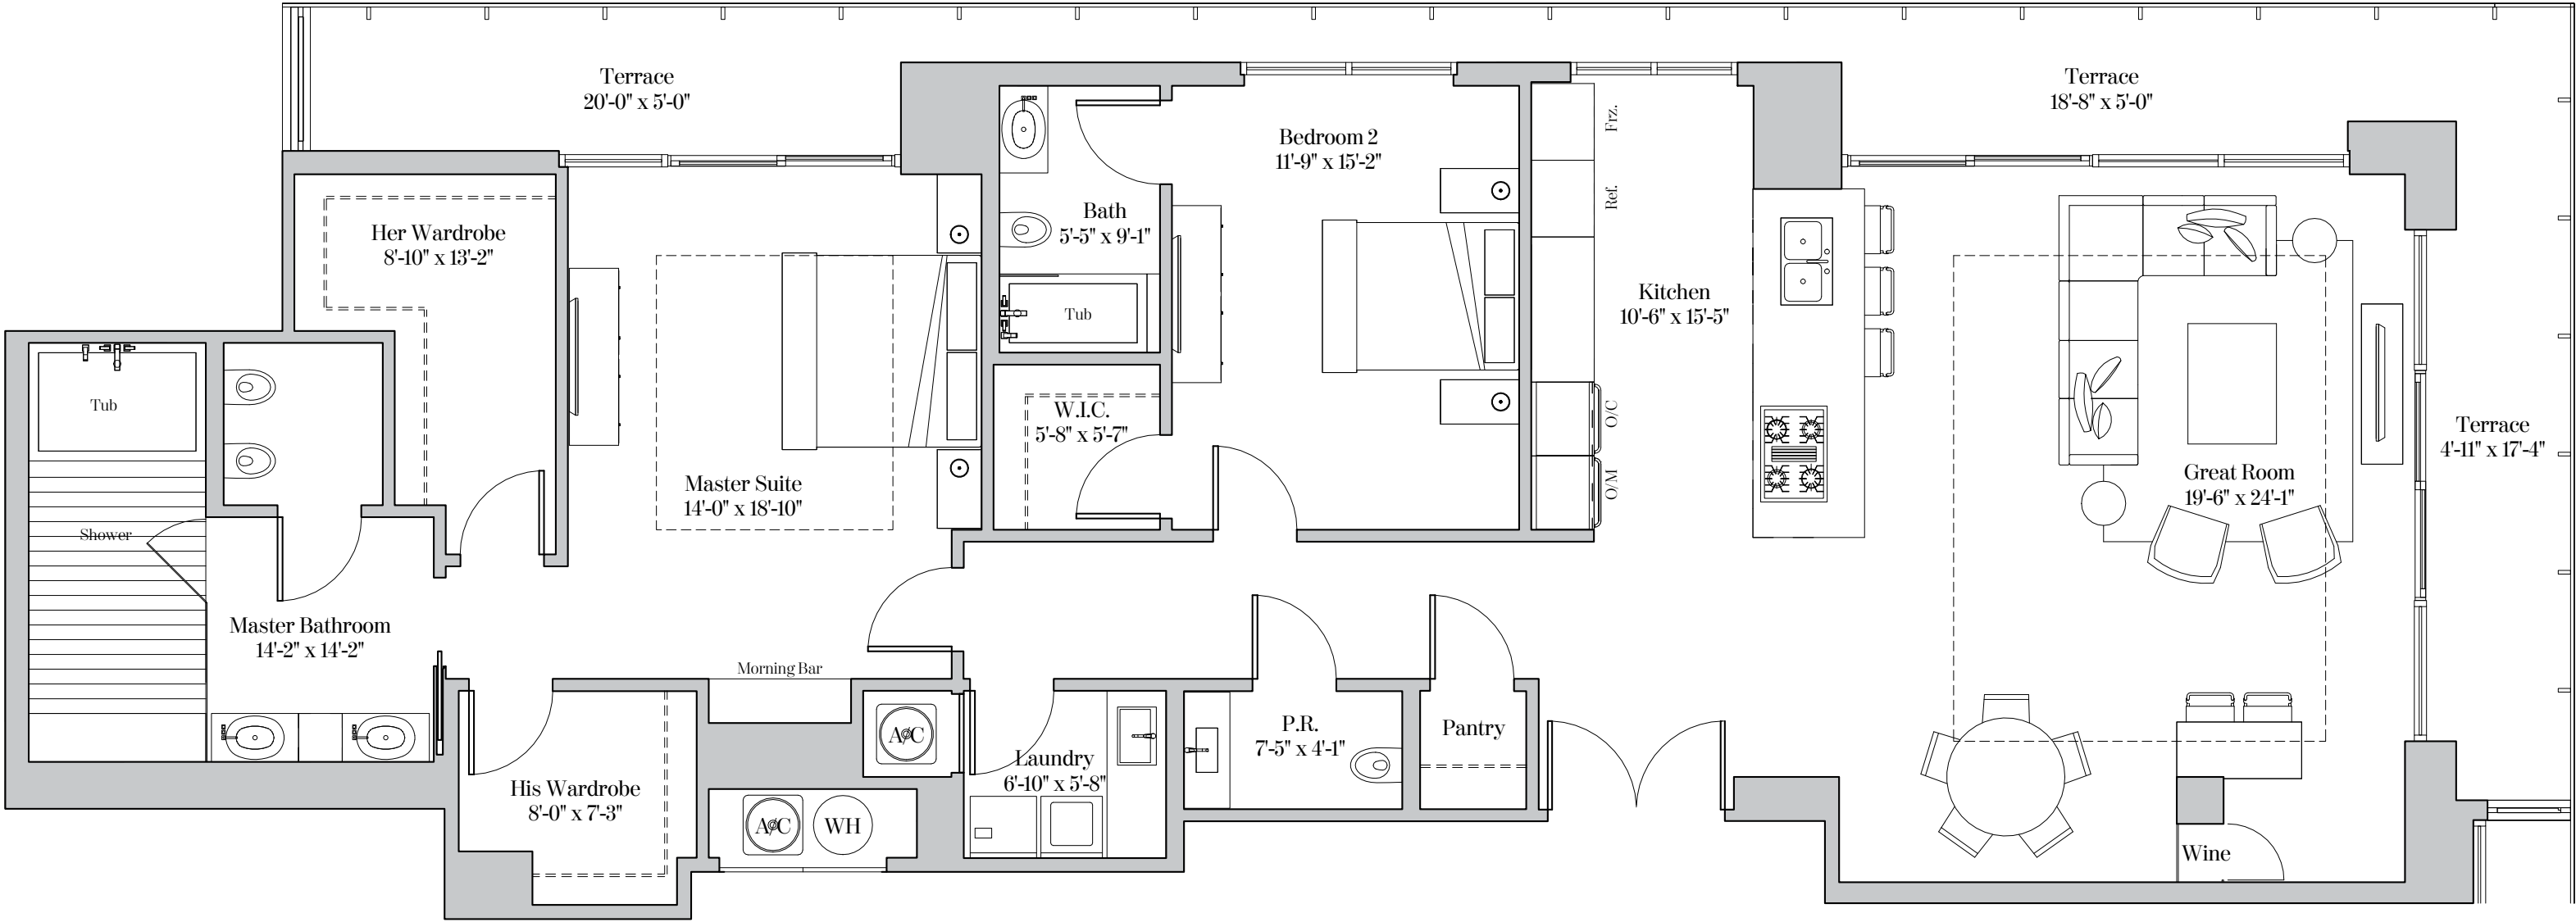 Terrace
20'-0" x 5'-0"
Terrace
18'-8" x 5'-0"
Bedroom 2
11'-9" x 15'-2"
Frz.
Ref.
Bath
5'-5" x 9'-1"
Her Wardrobe
8'-10" x 13'-2"
Kitchen
10'-6" x 15'-5"
Tub
Tub
W.I.C.
5'-8" x 5'-7"
O/C
O/M
Terrace
4'-11" x 17'-4"
Great Room
19'-6" x 24'-1"
Master Suite
14'-0" x 18'-10"
Shower
Master Bathroom
14'-2" x 14'-2"
Morning Bar
P.R.
7'-5" x 4'-1"
Pantry
A/C
Laundry
6'-10" x 5'-8"
His Wardrobe
8'-0" x 7'-3"
A/C
WH
Wine